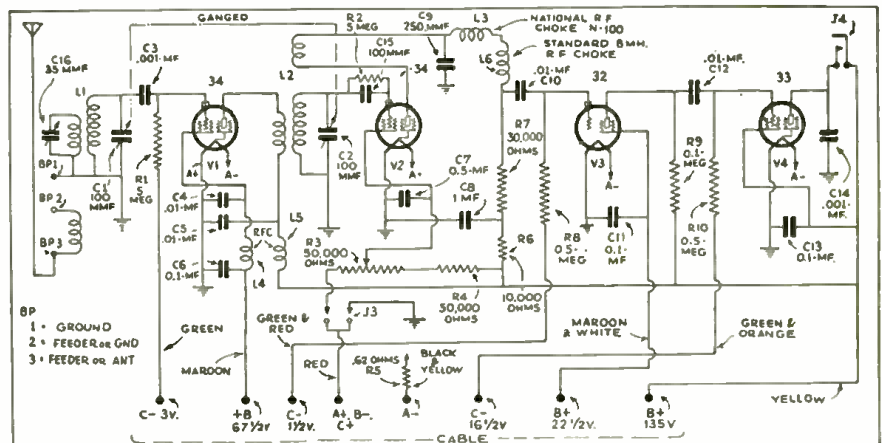 GANGED
C16
35 MMF
L1
C3
.001-MF
34
R1
5
MEG
C1
100
MMF
BP1
BP 2
BP3
A+
V1
A-
C4
.01-MF
C5
.01-MF
C6
0.1-MF
RFC
L4
L5
L2
R2
5 MEG
C15
100MMF
C9
250.MMF
34
C2
100
MMF
V2
A+
C7
0.5-MF
C8
1 MF
L3
NATIONAL R F
CHOKE N-100
L6
STANDARD 8MH.
R F CHOKE
.01-MF
C10
R7
30,000
OHMS
R6
10,000
OHMS
R3
50,000
OHMS
R4
50,000
OHMS
J3
32
V3
A-
R8
0.5-
MEG
C11
0.1-
MF
.01-MF.
C12
R9
0.1-
MEG
R10
0.5-
MEG
33
V4
A-
C13
0.1-MF.
C14
.001-
MF.
J4
BP
1 = GROUND
2 = FEEDER OR GND
3 = FEEDER OR ANT
GREEN
MAROON
GREEN
& RED
RED
.62 OHMS
R5
BLACK
&
YELLOW
MAROON
& WHITE
GREEN &
ORANGE
YELLOW
C- 3V.
+B
67 1/2V
C-
1 1/2V.
A+, B-.
C+
A-
C-
16 1/2V
B+
22 1/2V.
B+
135V
CABLE